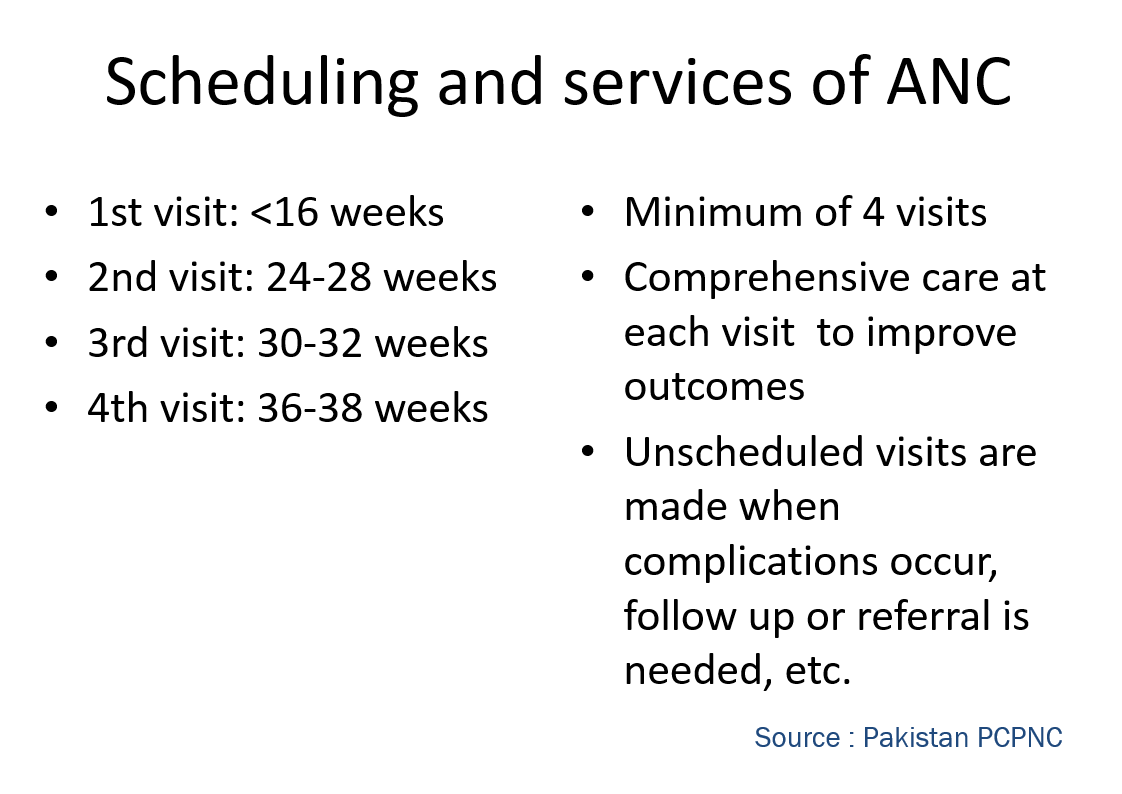 Scheduling and services of ANC
• 1st visit: <16 weeks
• 2nd visit: 24-28 weeks
• 3rd visit: 30-32 weeks
• 4th visit: 36-38 weeks
• Minimum of 4 visits
• Comprehensive care at
each visit  to improve
outcomes
• Unscheduled visits are
made when
complications occur,
follow up or referral is
needed, etc.
Source : Pakistan PCPNC